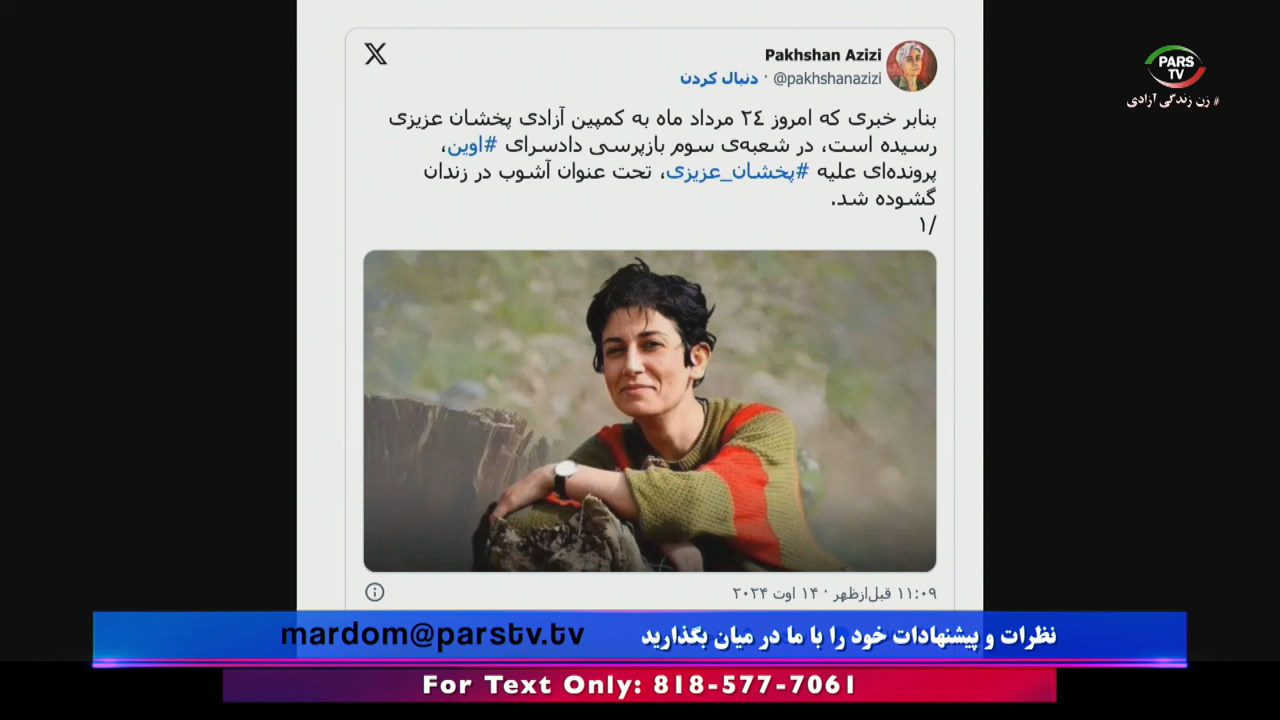 Pakhshan Azizi
@pakhshanazizi · دنبال کردن
PARS
TV
# زن زندگی آزادی
بنابر خبری که امروز ٢٤ مرداد ماه به کمپین آزادی پخشان عزیزی
رسیده است، در شعبه‌ی سوم بازپرسی دادسرای #اوین،
پرونده‌ای علیه #پخشان_عزیزی، تحت عنوان آشوب در زندان
گشوده شد.
/١
۱۱:۰۹ قبل‌ازظهر · ۱۴ اوت ۲۰۲۴
نظرات و پیشنهادات خود را با ما در میان بگذارید mardom@parstv.tv
For Text Only: 818-577-7061